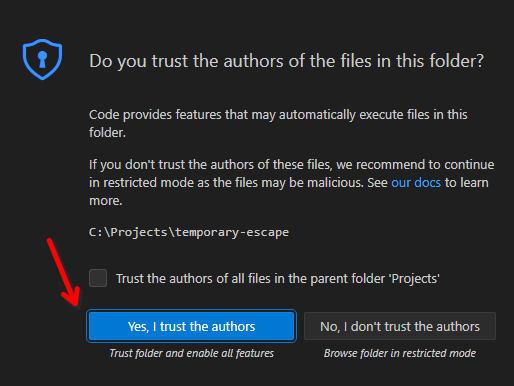 Do you trust the authors of the files in this folder?
Code provides features that may automatically execute files in this
folder.
If you don't trust the authors of these files, we recommend to continue
in restricted mode as the files may be malicious. See our docs to learn
more.
C:\Projects\temporary-escape
Trust the authors of all files in the parent folder 'Projects'
Yes, I trust the authors
No, I don't trust the authors
Trust folder and enable all features
Browse folder in restricted mode